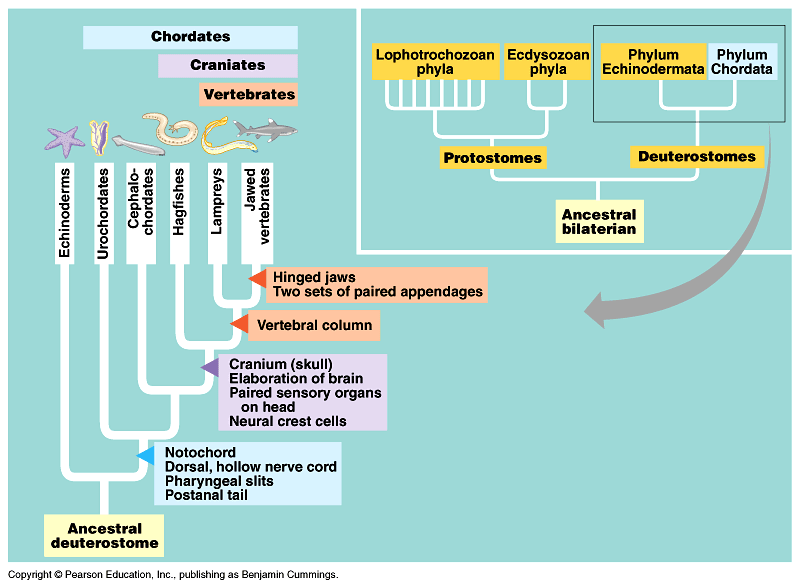 Chordates
Craniates
Vertebrates
Echinoderms
Urochordates
Cephalo-
chordates
Hagfishes
Lampreys
Jawed
vertebrates
Hinged jaws
Two sets of paired appendages
Vertebral column
Cranium (skull)
Elaboration of brain
Paired sensory organs
on head
Neural crest cells
Notochord
Dorsal, hollow nerve cord
Pharyngeal slits
Postanal tail
Ancestral
deuterostome
Lophotrochozoan
phyla
Ecdysozoan
phyla
Phylum
Echinodermata
Phylum
Chordata
Protostomes
Deuterostomes
Ancestral
bilaterian
Copyright © Pearson Education, Inc., publishing as Benjamin Cummings.